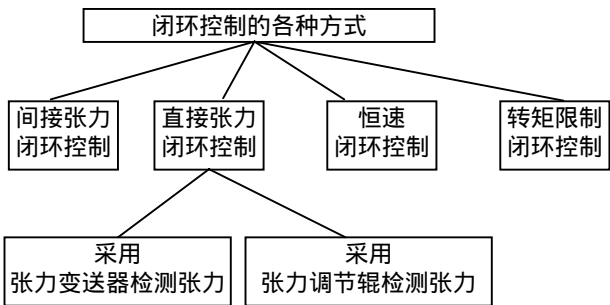 闭环控制的各种方式
间接张力
闭环控制
直接张力
闭环控制
恒速
闭环控制
转矩限制
闭环控制
采用
张力变送器检测张力
采用
张力调节辊检测张力